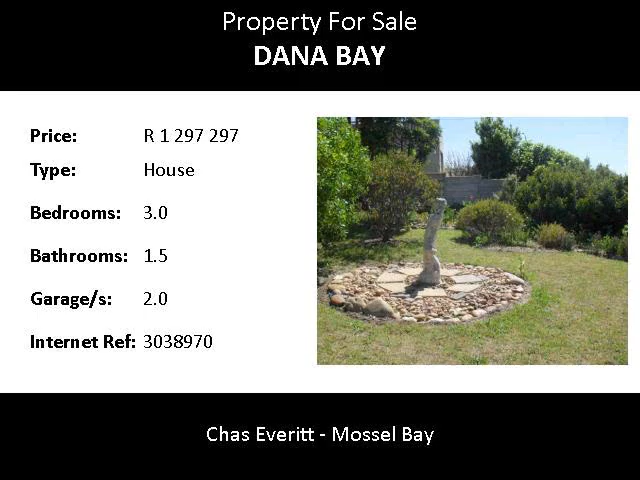 Property For Sale
DANA BAY
Price: R 1 297 297
Type: House
Bedrooms: 3.0
Bathrooms: 1.5
Garage/s: 2.0
Internet Ref: 3038970
Chas Everitt - Mossel Bay